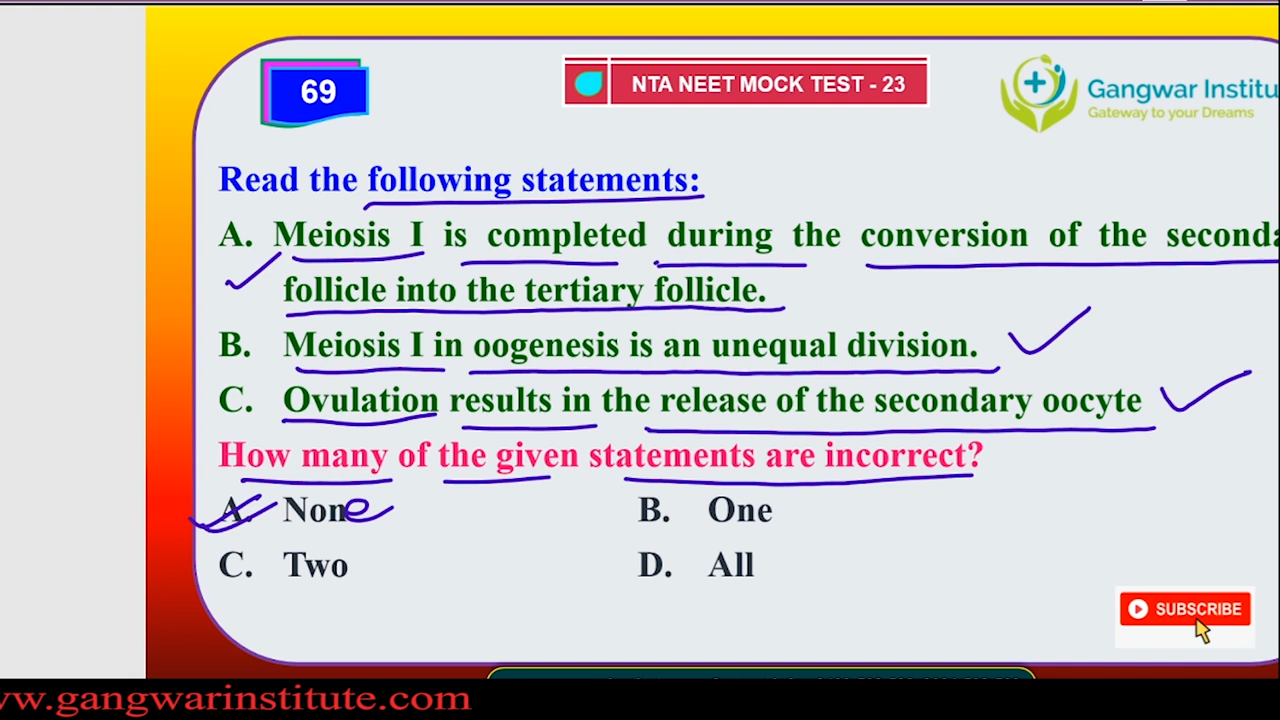 69
NTA NEET MOCK TEST - 23
Gangwar Institu
Gateway to your Dreams
Read the following statements:
A. Meiosis I is completed during the conversion of the seconda
follicle into the tertiary follicle.
B. Meiosis I in oogenesis is an unequal division.
C. Ovulation results in the release of the secondary oocyte
How many of the given statements are incorrect?
A. None B. One
C. Two D. All
SUBSCRIBE
ww.gangwarinstitute.com